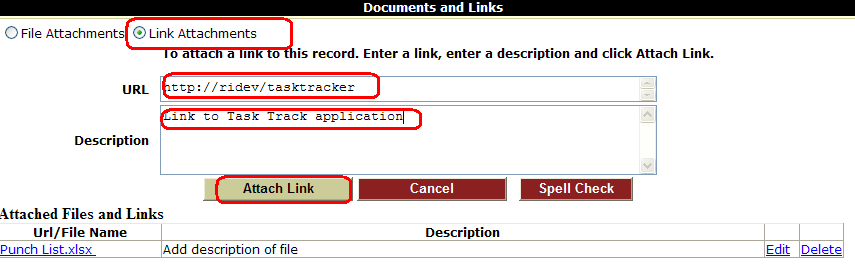 Documents and Links
File Attachments Link Attachments
To attach a link to this record. Enter a link, enter a description and click Attach Link.
URL http://ridev/tasktracker
Link to Task Track application
Description
Attach Link Cancel Spell Check
Attached Files and Links
Url/File Name Description
Punch List.xlsx Add description of file Edit Delete